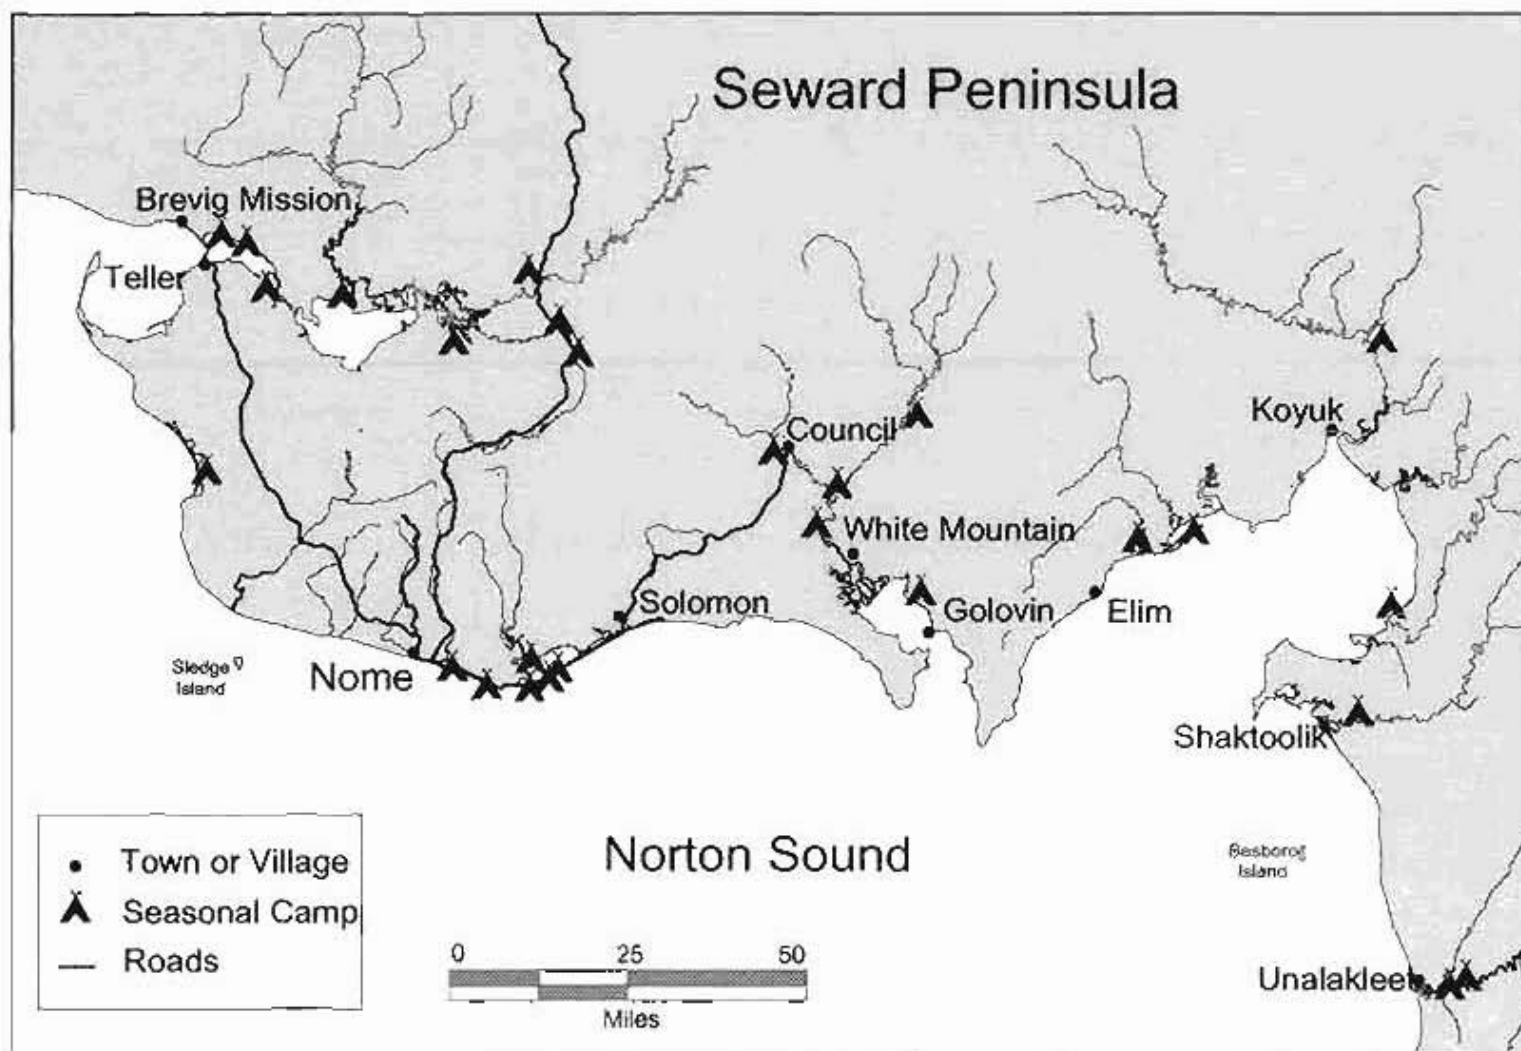 Seward Peninsula
Brevig Mission
Teller
Council
Koyuk
White Mountain
Solomon
Golovin
Elim
Sledge
Island
Nome
Shaktoolik
Norton Sound
Besboro
Island
Unalakleet
Town or Village
Seasonal Camp
Roads
0 25 50
Miles